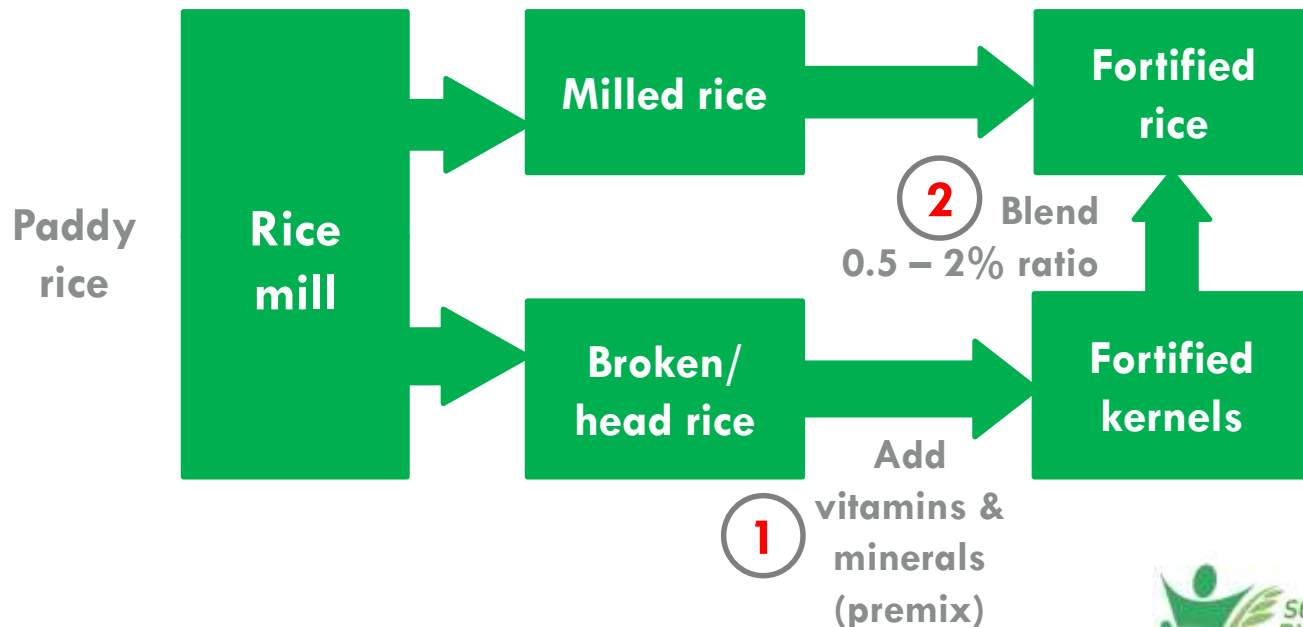 Paddy
rice
Rice
mill
Milled rice
Fortified
rice
2
Blend
0.5 – 2% ratio
Broken/
head rice
Fortified
kernels
1
Add
vitamins &
minerals
(premix)